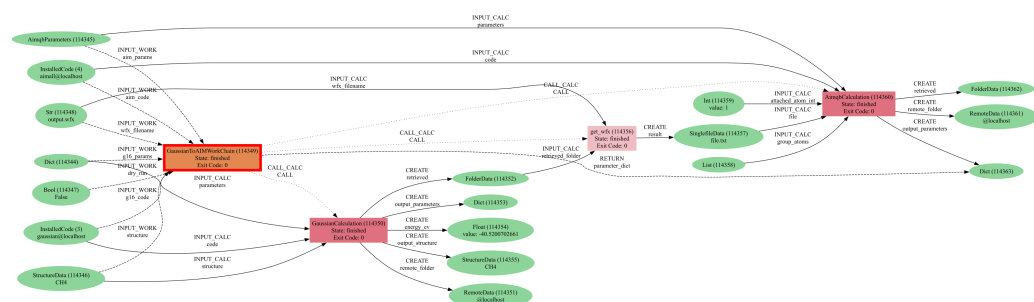 AimqbParameters (114345)
InstalledCode (4)
aimall@localhost
Str (114348)
output.wfx
Dict (114344)
Bool (114347)
False
InstalledCode (3)
gaussian@localhost
StructureData (114346)
CH4
INPUT_WORK
aim_params
INPUT_WORK
aim_code
INPUT_WORK
wfx_filename
INPUT_WORK
g16_params
INPUT_WORK
dry_run
INPUT_WORK
g16_code
INPUT_WORK
structure
GaussianToAIMWorkChain (114349)
State: finished
Exit Code: 0
INPUT_CALC
parameters
INPUT_CALC
code
INPUT_CALC
structure
CALL_CALC
CALL
GaussianCalculation (114350)
State: finished
Exit Code: 0
INPUT_CALC
wfx_filename
CALL_CALC
CALL
CREATE
retrieved
CREATE
output_parameters
CREATE
energy_ev
CREATE
output_structure
CREATE
remote_folder
FolderData (114352)
Dict (114353)
Float (114354)
value: -40.5200702661
StructureData (114355)
CH4
RemoteData (114351)
@localhost
INPUT_CALC
retrieved_folder
RETURN
parameter_dict
CALL_CALC
CALL
get_wfx (114356)
State: finished
Exit Code: 0
CREATE
result
INPUT_CALC
parameters
INPUT_CALC
code
Int (114359)
value: 1
SinglefileData (114357)
file.txt
List (114358)
INPUT_CALC
attached_atom_int
INPUT_CALC
file
INPUT_CALC
group_atoms
AimqbCalculation (114360)
State: finished
Exit Code: 0
CREATE
retrieved
CREATE
remote_folder
CREATE
output_parameters
FolderData (114362)
RemoteData (114361)
@localhost
Dict (114363)